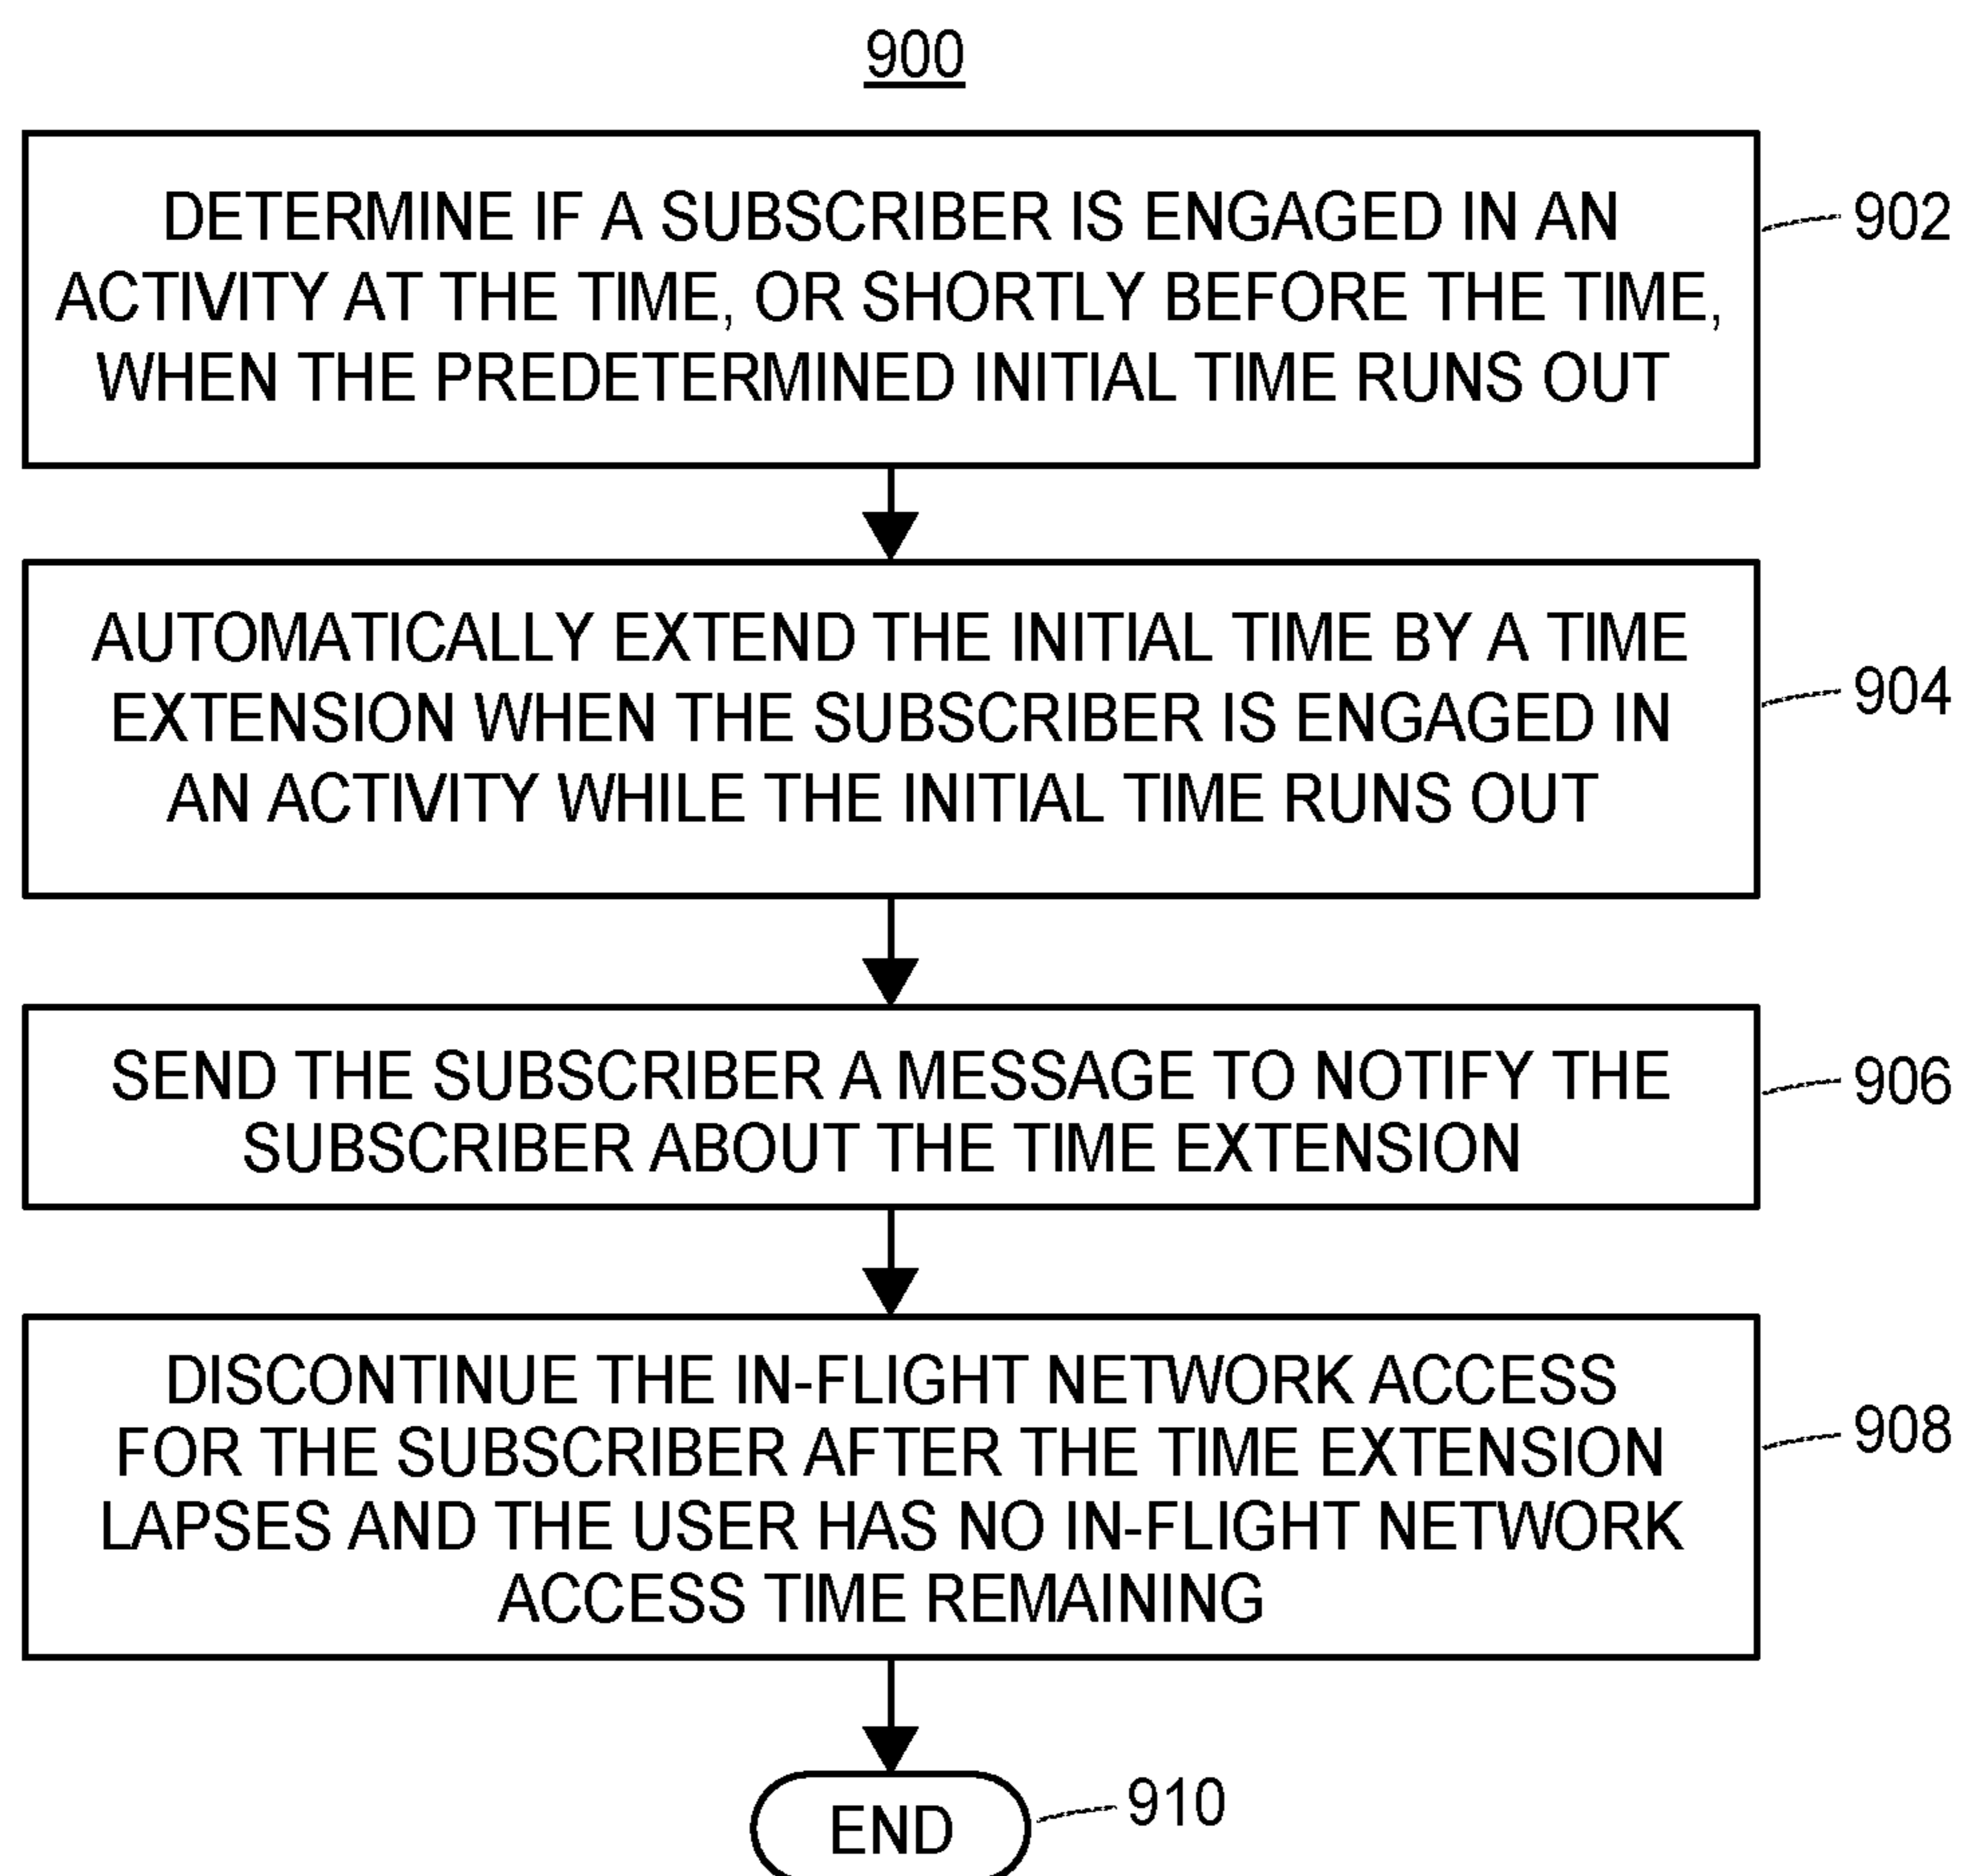 900
DETERMINE IF A SUBSCRIBER IS ENGAGED IN AN
ACTIVITY AT THE TIME, OR SHORTLY BEFORE THE TIME,
WHEN THE PREDETERMINED INITIAL TIME RUNS OUT
902
AUTOMATICALLY EXTEND THE INITIAL TIME BY A TIME
EXTENSION WHEN THE SUBSCRIBER IS ENGAGED IN
AN ACTIVITY WHILE THE INITIAL TIME RUNS OUT
904
SEND THE SUBSCRIBER A MESSAGE TO NOTIFY THE
SUBSCRIBER ABOUT THE TIME EXTENSION
906
DISCONTINUE THE IN-FLIGHT NETWORK ACCESS
FOR THE SUBSCRIBER AFTER THE TIME EXTENSION
LAPSES AND THE USER HAS NO IN-FLIGHT NETWORK
ACCESS TIME REMAINING
908
END
910